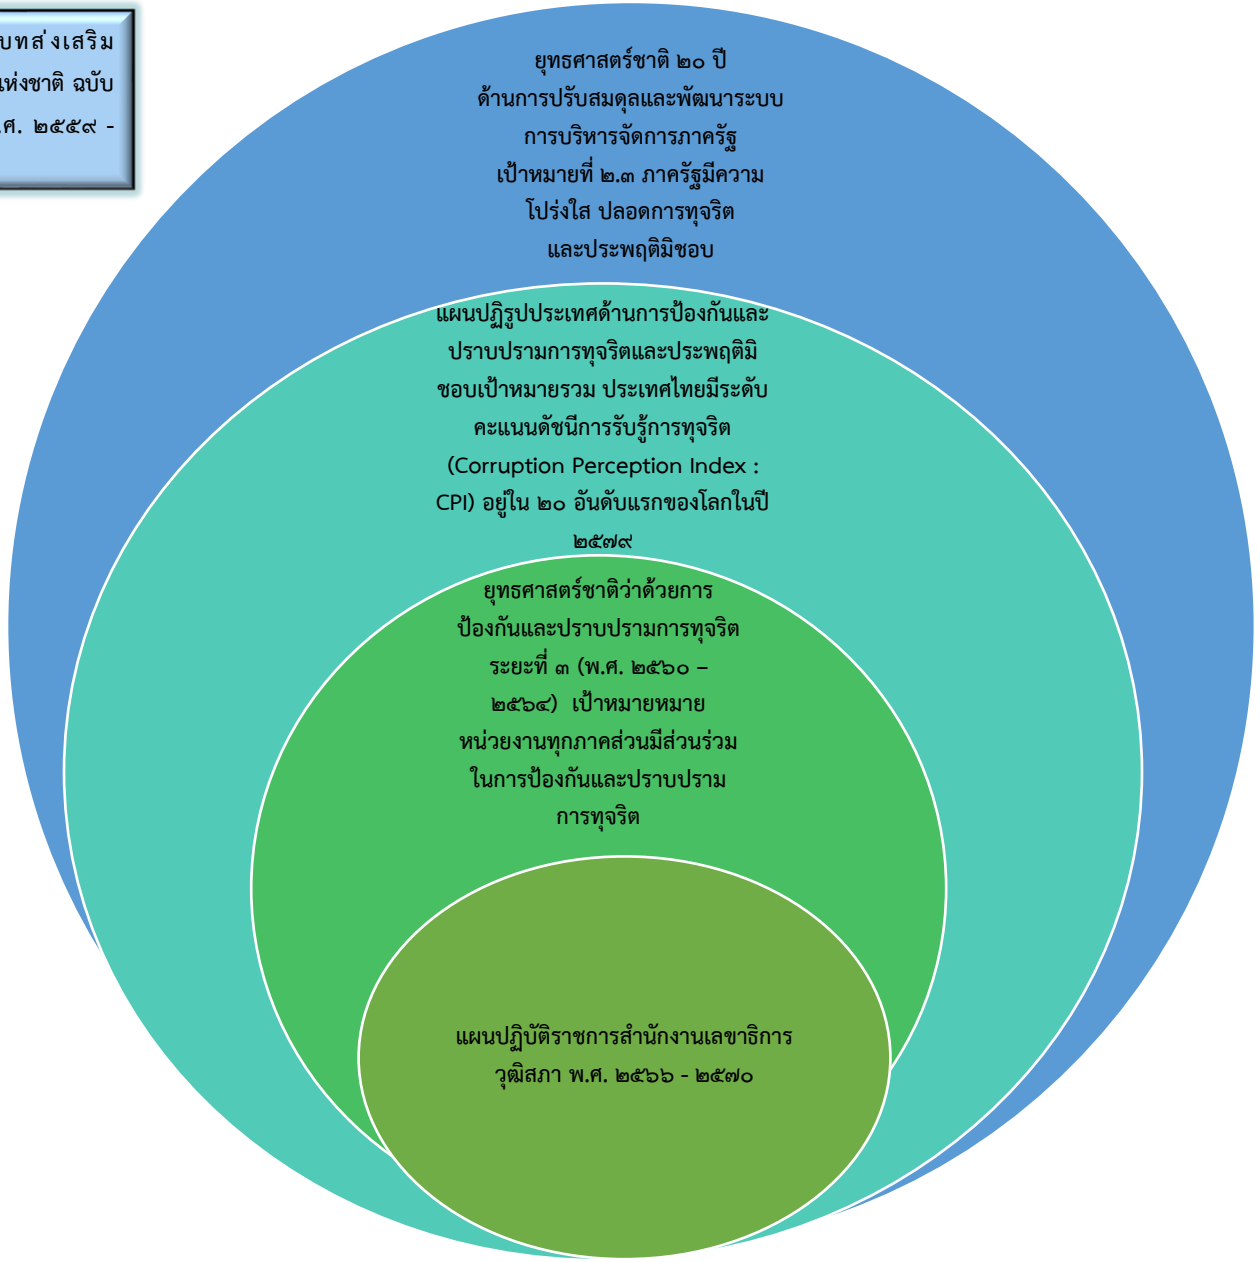 บทส่งเสริม
แห่งชาติ ฉบับ
.ศ. ๒๕๕๙ -
ยุทธศาสตร์ชาติ ๒๐ ปี
ด้านการปรับสมดุลและพัฒนาระบบ
การบริหารจัดการภาครัฐ
เป้าหมายที่ ๒.๓ ภาครัฐมีความ
โปร่งใส ปลอดการทุจริต
และประพฤติมิชอบ
แผนปฏิรูปประเทศด้านการป้องกันและ
ปราบปรามการทุจริตและประพฤติมิ
ชอบเป้าหมายรวม ประเทศไทยมีระดับ
คะแนนดัชนีการรับรู้การทุจริต
(Corruption Perception Index :
CPI) อยู่ใน ๒๐ อันดับแรกของโลกในปี
๒๕๗๙
ยุทธศาสตร์ชาติว่าด้วยการ
ป้องกันและปราบปรามการทุจริต
ระยะที่ ๓ (พ.ศ. ๒๕๖๐ –
๒๕๖๔) เป้าหมายหมาย
หน่วยงานทุกภาคส่วนมีส่วนร่วม
ในการป้องกันและปราบปราม
การทุจริต
แผนปฏิบัติราชการสำนักงานเลขาธิการ
วุฒิสภา พ.ศ. ๒๕๖๖ - ๒๕๗๐